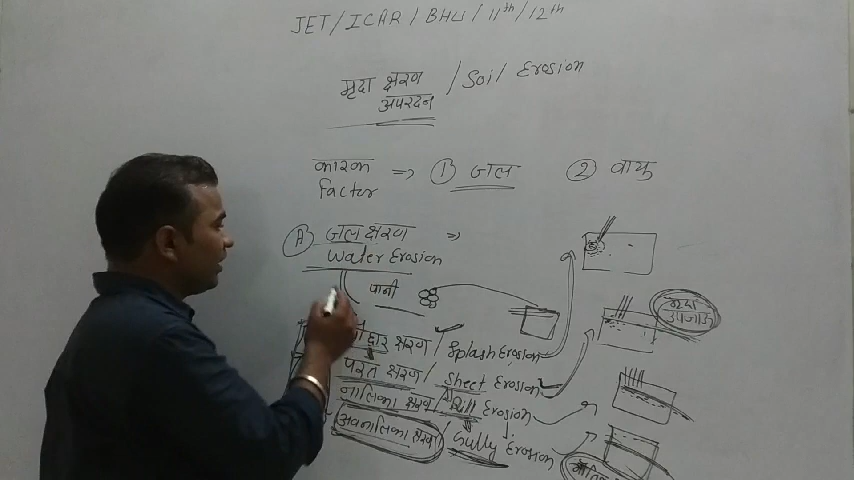 JET/ICAR/BHU/11th/12th
मृदा क्षरण / Soil Erosion
अपरदन
कारक => ① जल ② वायु
Factor
Ⓐ जल क्षरण =>
Water Erosion
पानी
क्षरण / Splash Erosion
मृदा
उपजाऊ
परत क्षरण / Sheet Erosion
नालिका क्षरण / Rill Erosion
अवनालिका क्षरण / Gully Erosion